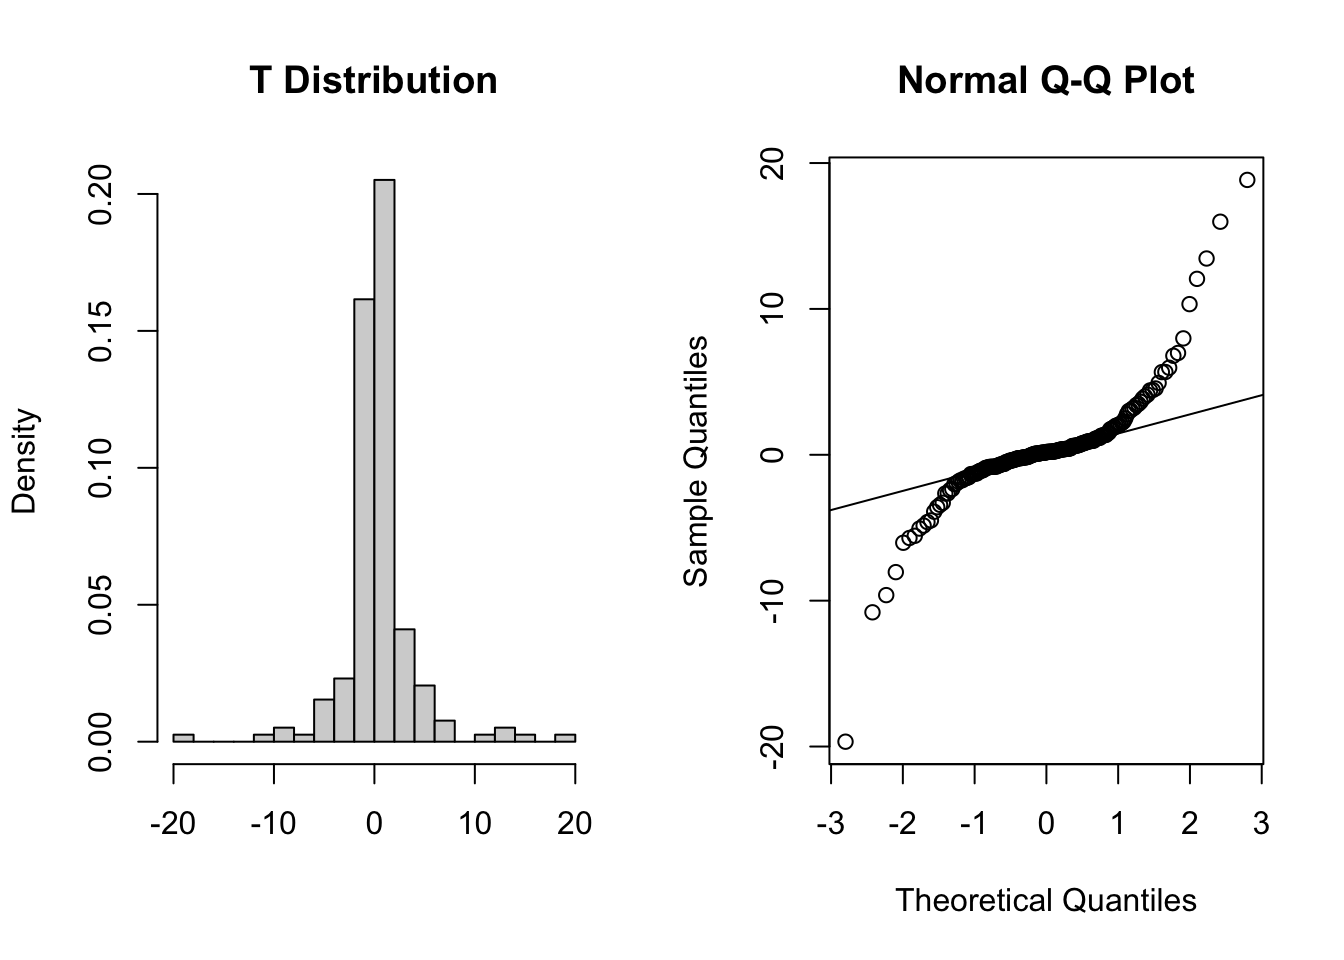 T Distribution
Density
0.00 0.05 0.10 0.15 0.20
-20 -10 0 10 20
Normal Q-Q Plot
Sample Quantiles
-20 -10 0 10 20
-3 -2 -1 0 1 2 3
Theoretical Quantiles